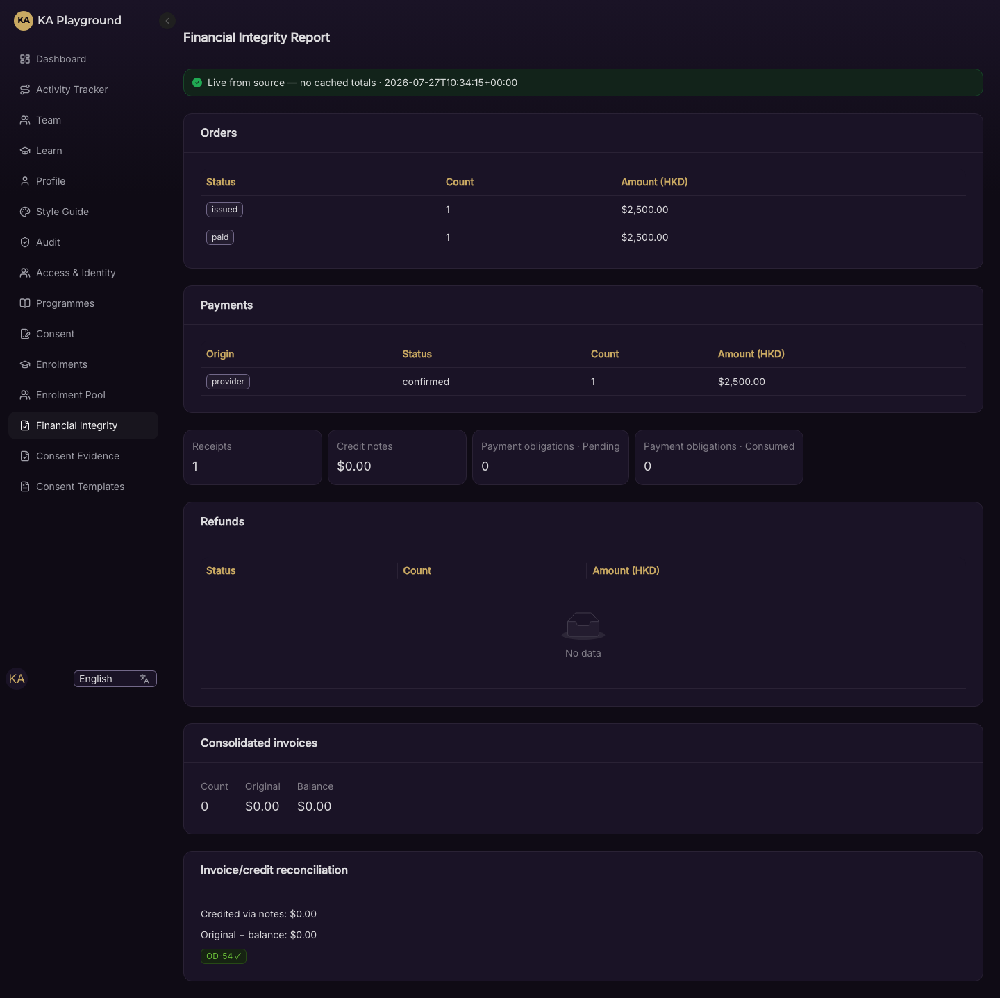 KA KA Playground
Dashboard
Activity Tracker
Team
Learn
Profile
Style Guide
Audit
Access & Identity
Programmes
Consent
Enrolments
Enrolment Pool
Financial Integrity
Consent Evidence
Consent Templates
KA English
Financial Integrity Report
Live from source — no cached totals · 2026-07-27T10:34:15+00:00
Orders
Status Count Amount (HKD)
issued 1 $2,500.00
paid 1 $2,500.00
Payments
Origin Status Count Amount (HKD)
provider confirmed 1 $2,500.00
Receipts Credit notes Payment obligations · Pending Payment obligations · Consumed
1 $0.00 0 0
Refunds
Status Count Amount (HKD)
No data
Consolidated invoices
Count Original Balance
0 $0.00 $0.00
Invoice/credit reconciliation
Credited via notes: $0.00
Original − balance: $0.00
OD-54 ✓